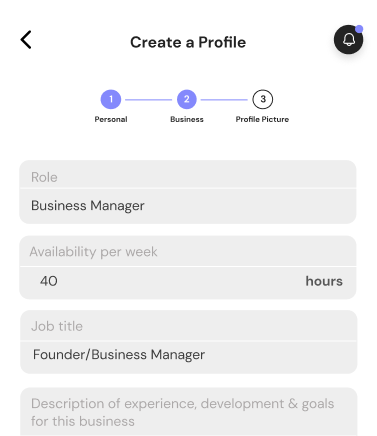 Create a Profile
1 2 3
Personal Business Profile Picture
Role
Business Manager
Availability per week
40 hours
Job title
Founder/Business Manager
Description of experience, development & goals
for this business